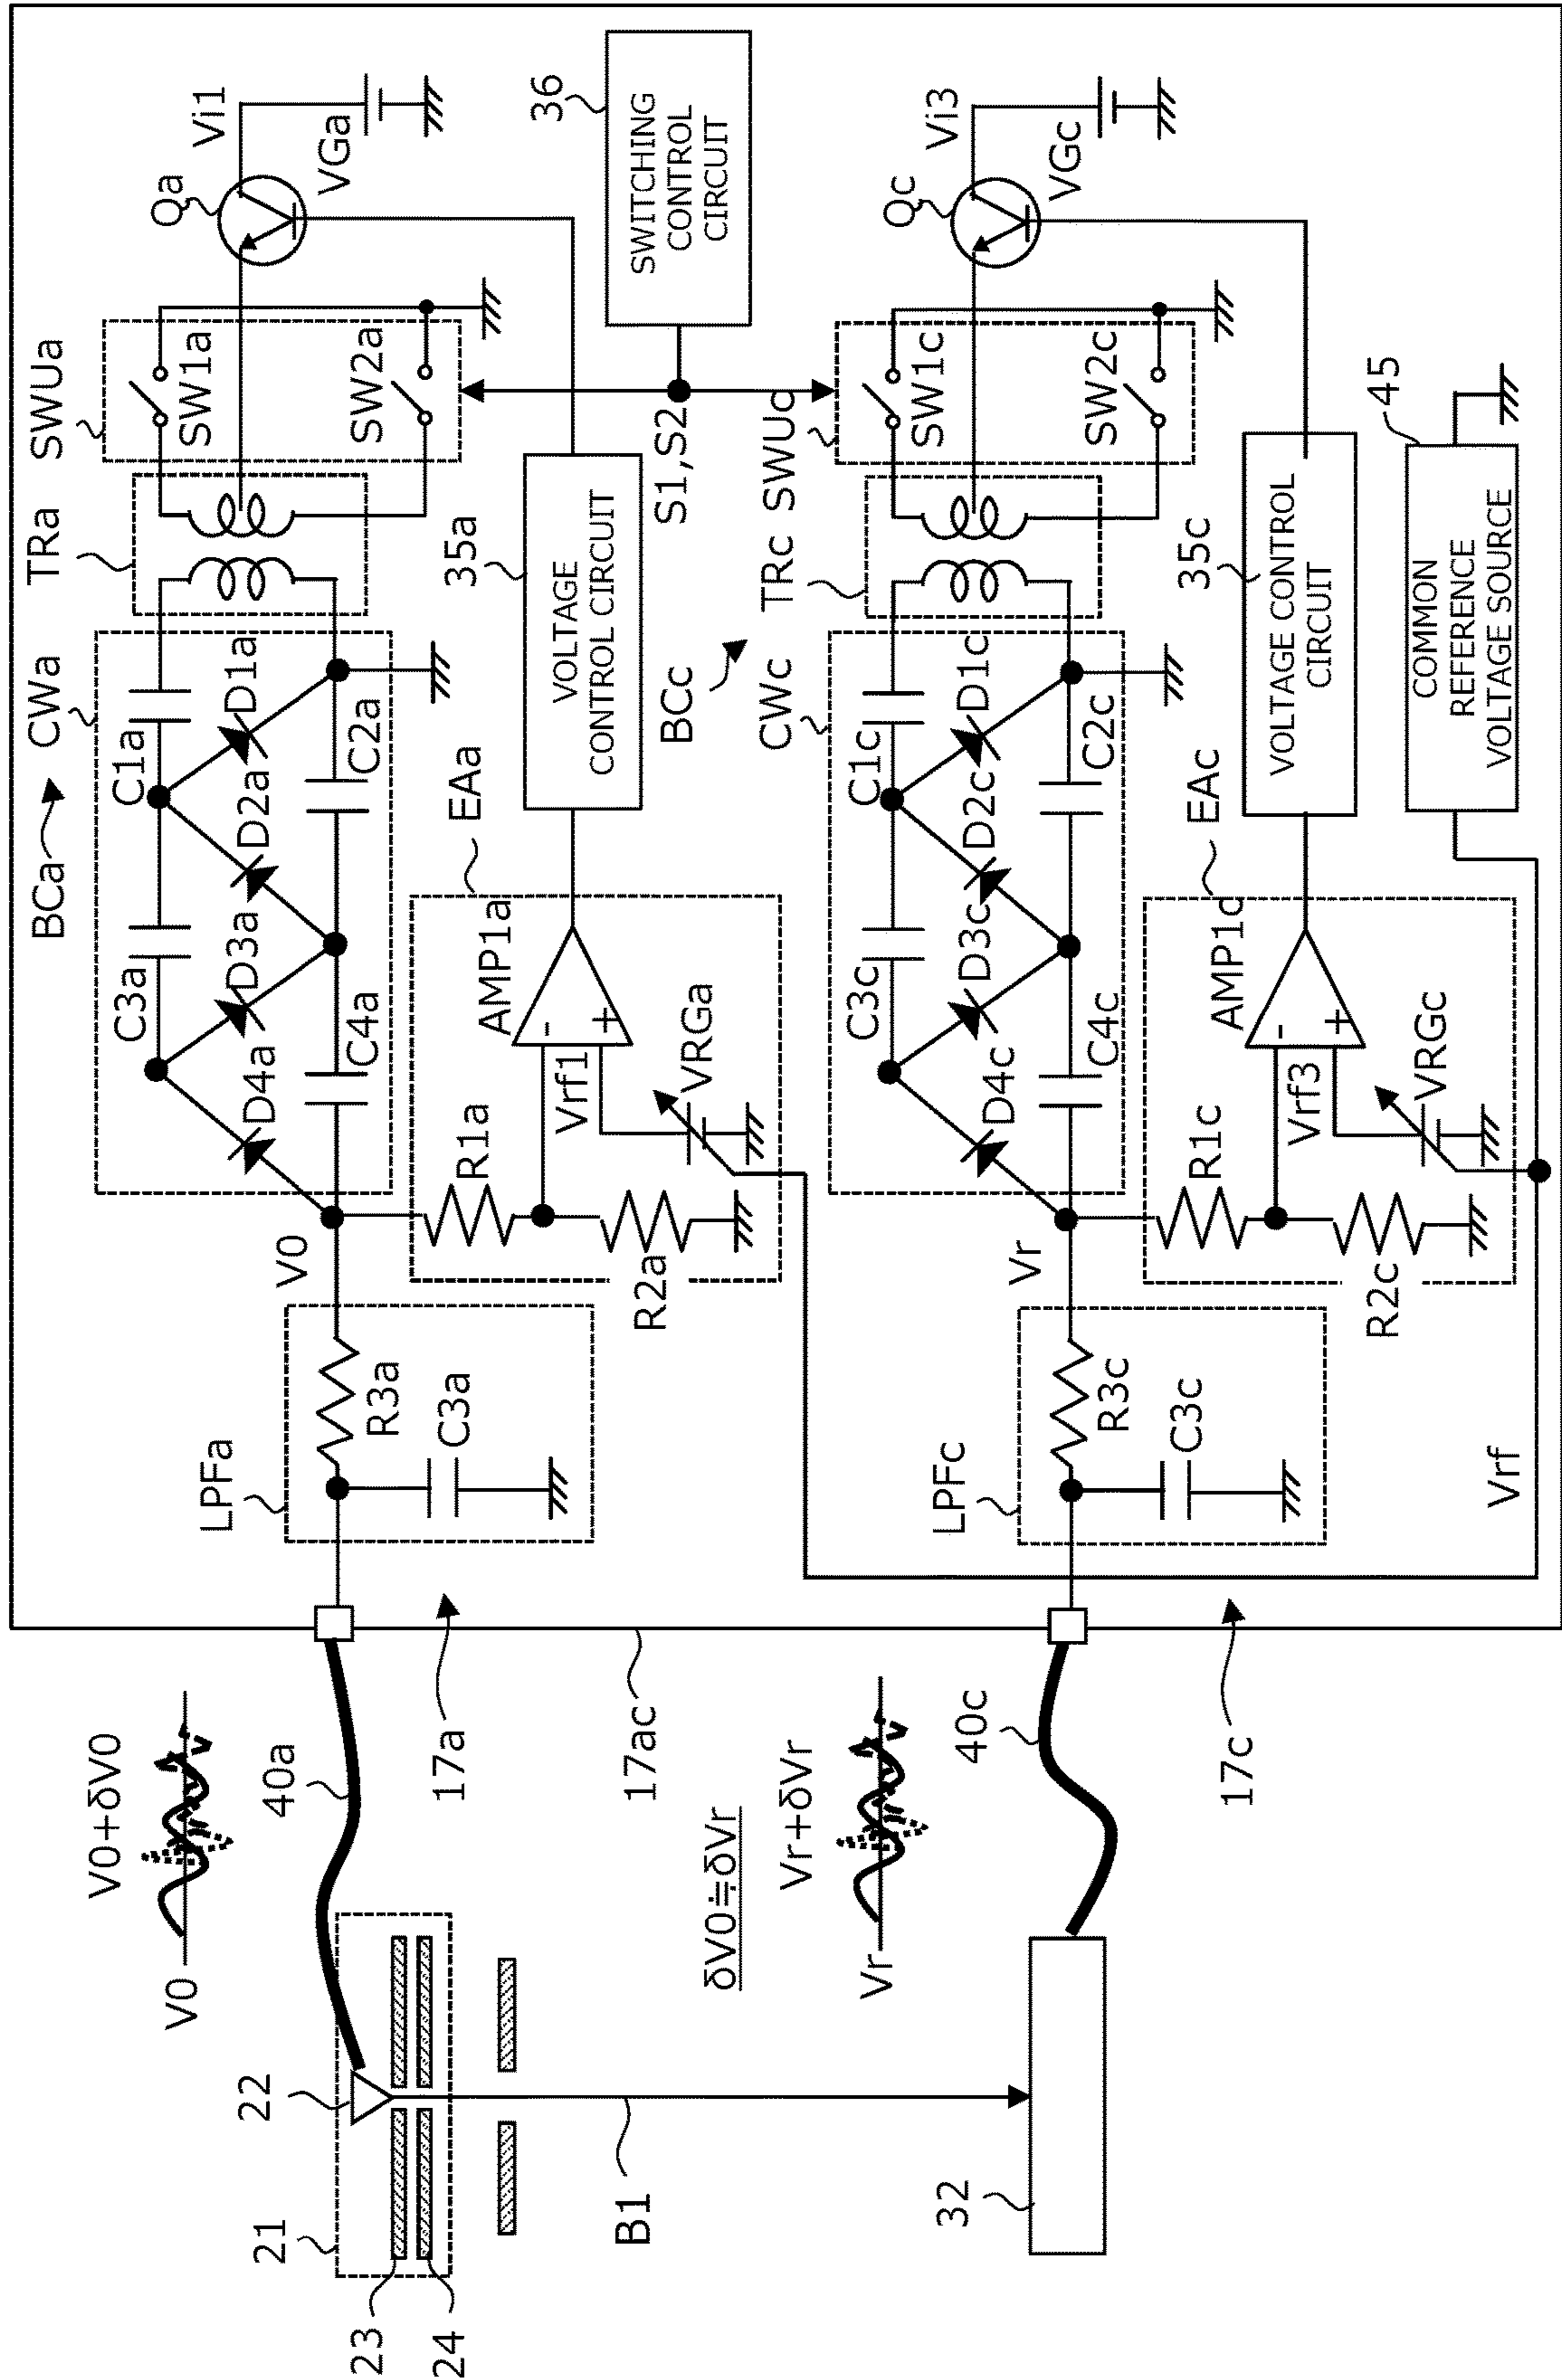 BCa
CWa
TRa
SWUa
V0+δV0
C3a
C1a
Qa
V0
LPFa
SW1a
Vi1
22
D4a
D3a
D2a
D1a
21
40a
V0
VGa
23
R3a
C4a
C2a
SW2a
24
17a
C3a
EAa
35a
AMP1a
-
+
R1a
Vrf1
VOLTAGE
CONTROL CIRCUIT
36
SWITCHING
CONTROL
CIRCUIT
B1
17ac
R2a
VRGa
S1,S2
BCc
δV0≒δVr
CWc
TRc
SWUc
Vr+δVr
C3c
C1c
Qc
Vr
LPFc
SW1c
Vi3
32
40c
D4c
D3c
D2c
D1c
Vr
VGc
R3c
C4c
C2c
SW2c
17c
C3c
EAc
35c
AMP1c
-
+
R1c
Vrf3
VOLTAGE CONTROL
CIRCUIT
R2c
VRGc
45
COMMON
REFERENCE
VOLTAGE SOURCE
Vrf